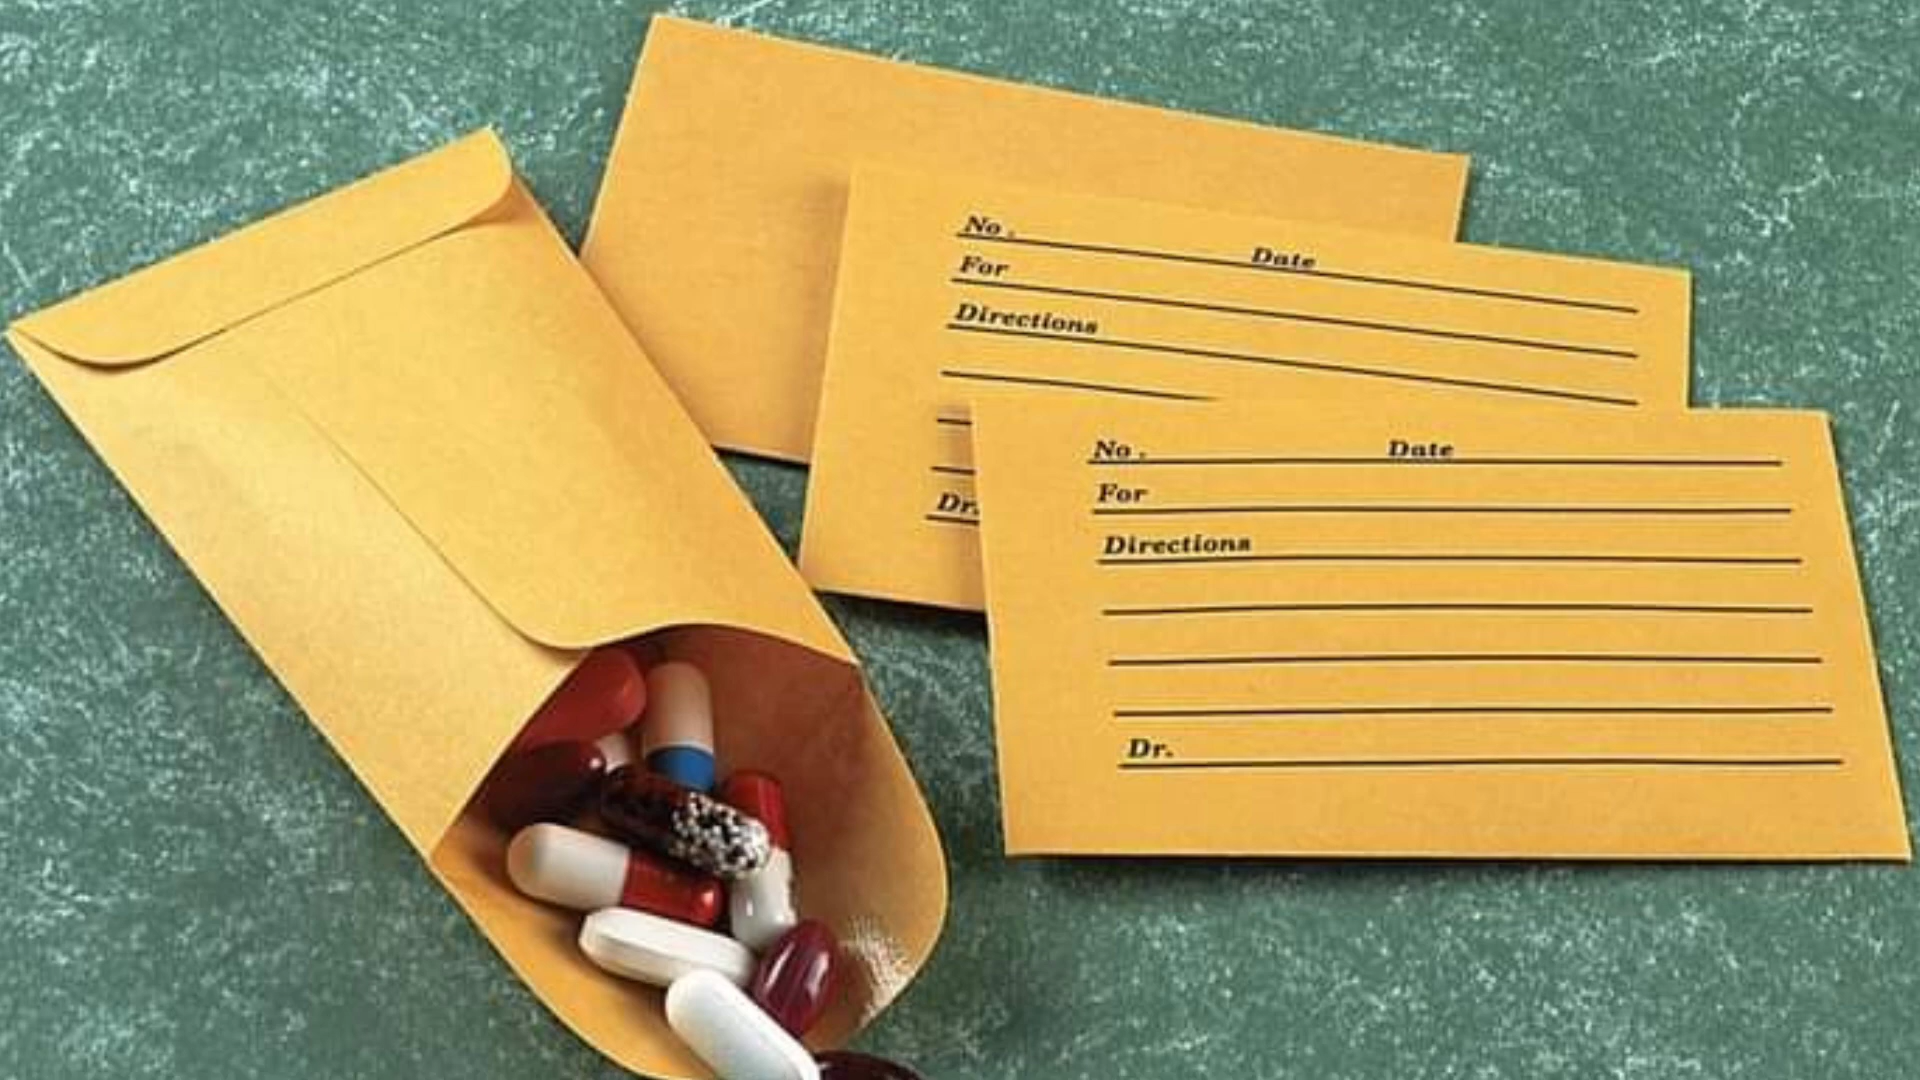 No. Date
For
Directions
Dr.
No. Date
For
Directions
Dr.